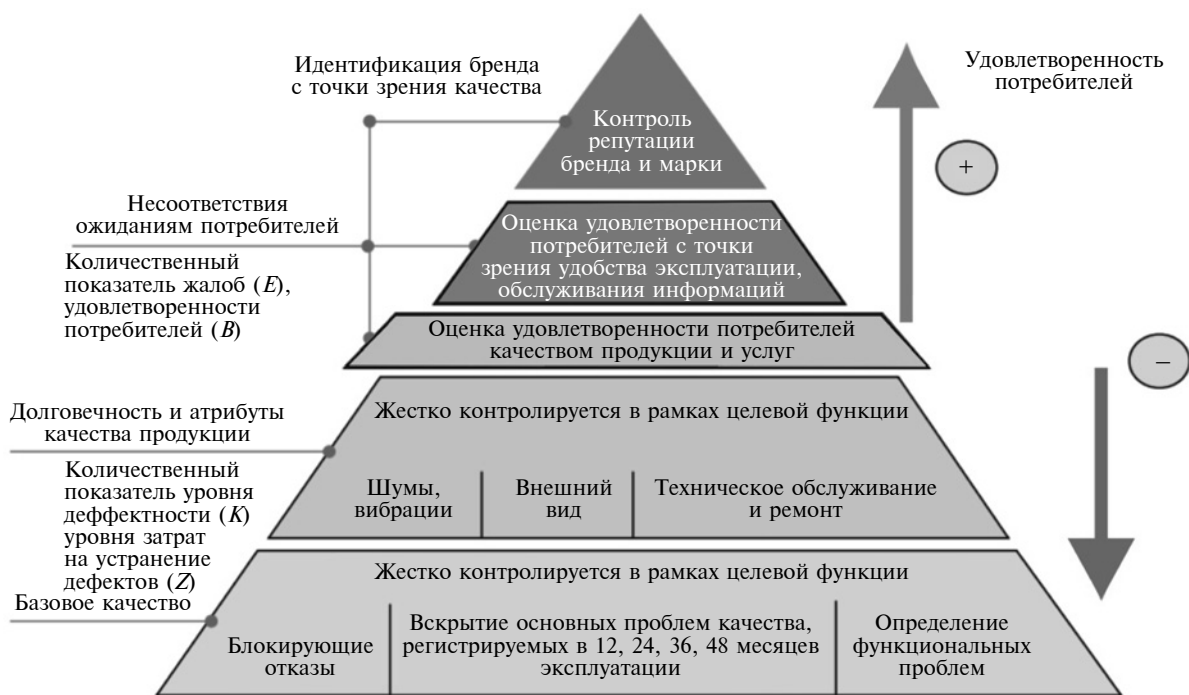 Идентификация бренда
с точки зрения качества
Удовлетворенность
потребителей
Контроль
репутации
бренда и марки
+
Несоответствия
ожиданиям потребителей
Количественный
показатель жалоб (E),
удовлетворенности
потребителей (B)
Оценка удовлетворенности
потребителей с точки
зрения удобства эксплуатации,
обслуживания информаций
Оценка удовлетворенности потребителей
качеством продукции и услуг
–
Долговечность и атрибуты
качества продукции
Количественный
показатель уровня
деффектности (K)
уровня затрат
на устранение
дефектов (Z)
Жестко контролируется в рамках целевой функции
Шумы,
вибрации
Внешний
вид
Техническое обслуживание
и ремонт
Базовое качество
Жестко контролируется в рамках целевой функции
Блокирующие
отказы
Вскрытие основных проблем качества,
регистрируемых в 12, 24, 36, 48 месяцев
эксплуатации
Определение
функциональных
проблем